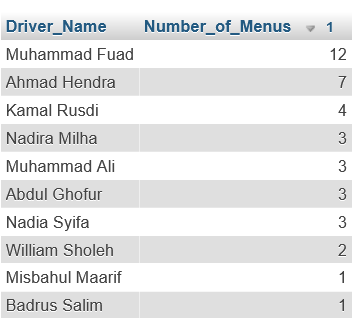 Driver_Name Number_of_Menus 1
Muhammad Fuad 12
Ahmad Hendra 7
Kamal Rusdi 4
Nadira Milha 3
Muhammad Ali 3
Abdul Ghofur 3
Nadia Syifa 3
William Sholeh 2
Misbahul Maarif 1
Badrus Salim 1